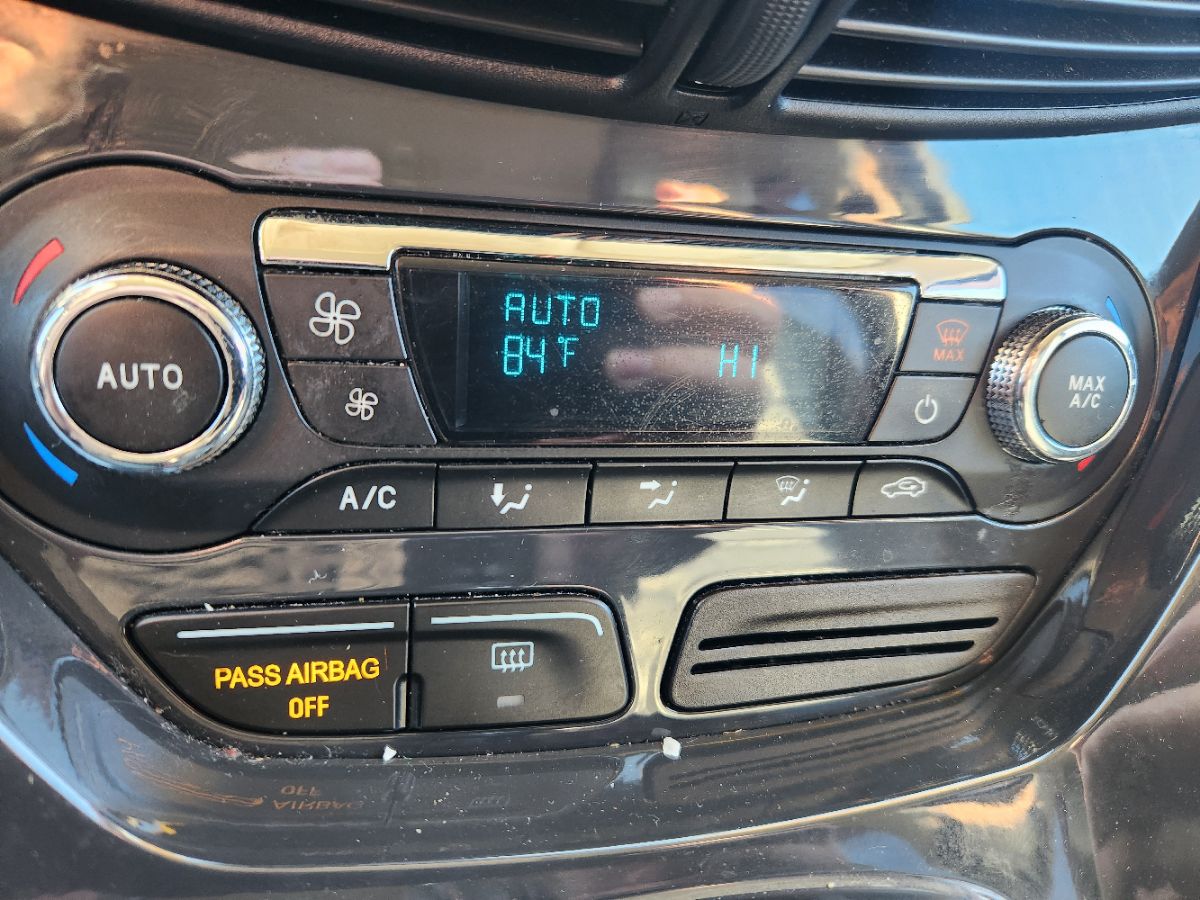 AUTO
AUTO
84°F
HI
MAX
MAX
A/C
A/C
PASS AIRBAG
OFF